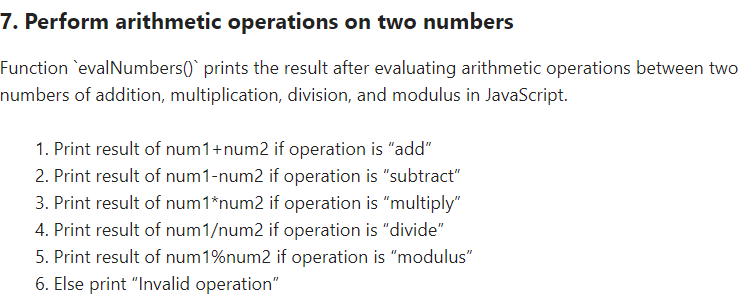 7. Perform arithmetic operations on two numbers
Function `evalNumbers()` prints the result after evaluating arithmetic operations between two
numbers of addition, multiplication, division, and modulus in JavaScript.
1. Print result of num1+num2 if operation is “add”
2. Print result of num1-num2 if operation is “subtract”
3. Print result of num1*num2 if operation is “multiply”
4. Print result of num1/num2 if operation is “divide”
5. Print result of num1%num2 if operation is “modulus”
6. Else print “Invalid operation”